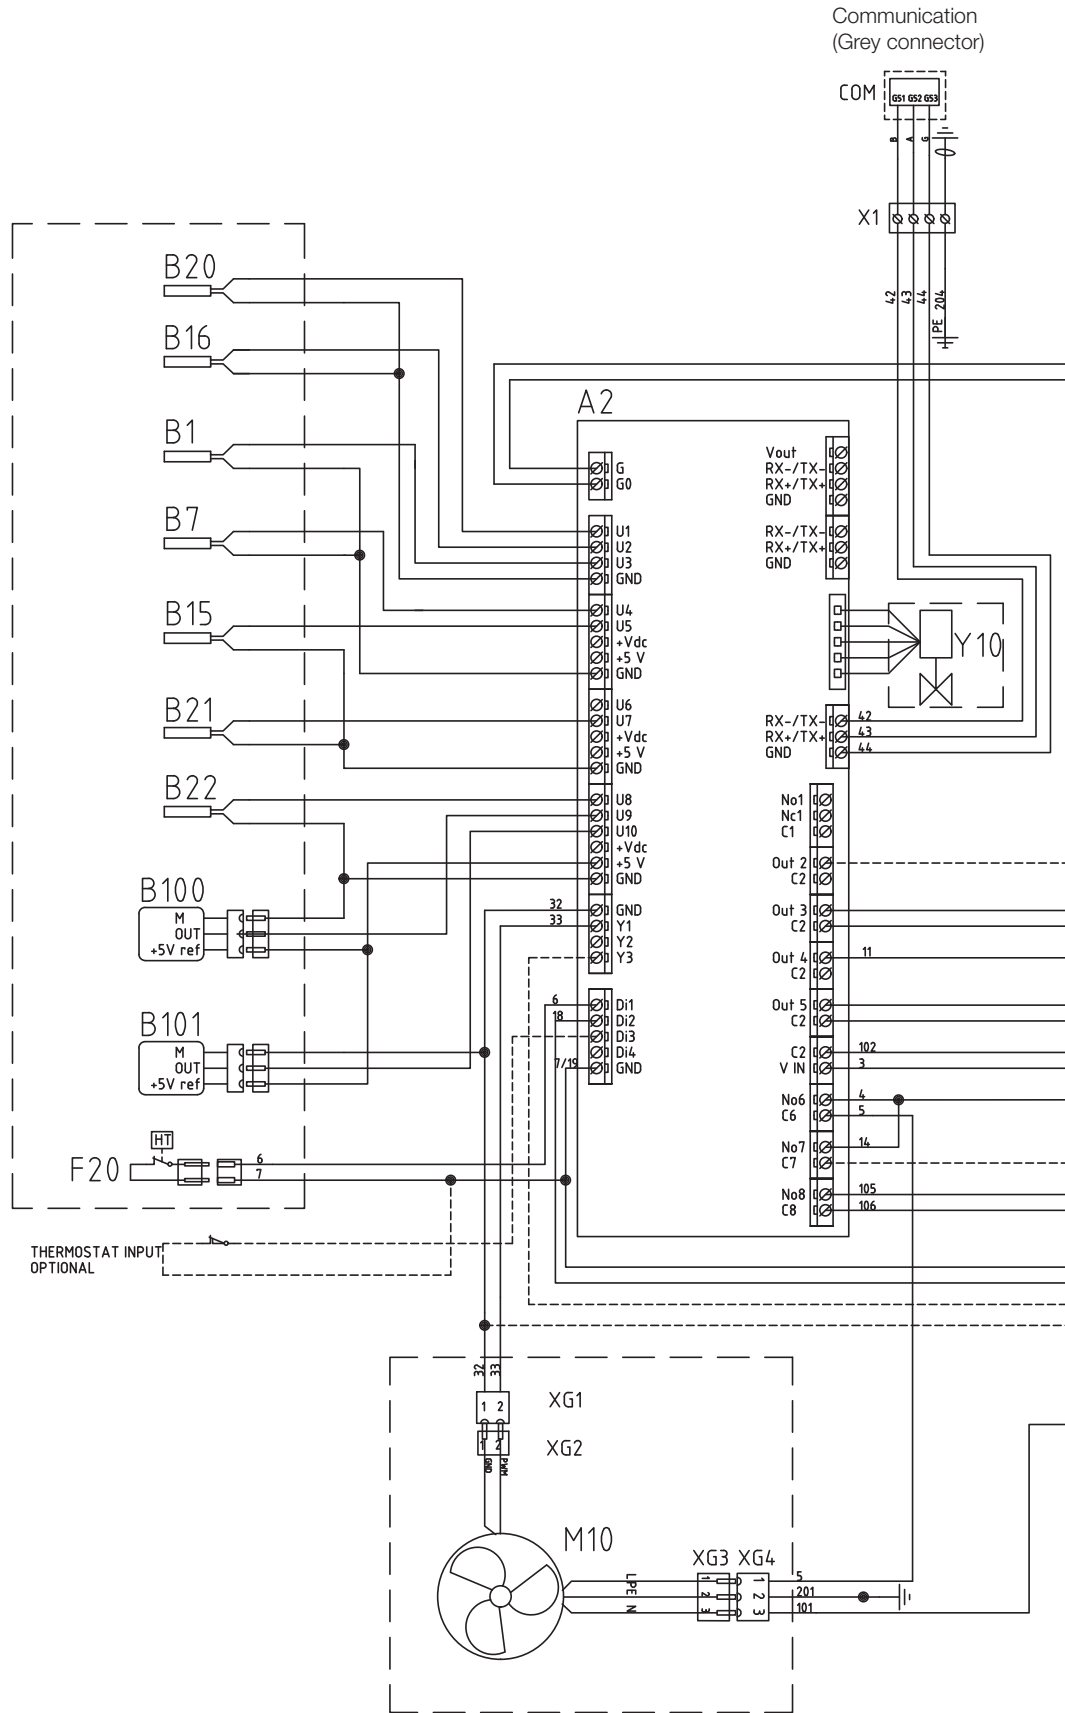 Communication
(Grey connector)
COM
GS1 GS2 GS3
B A G
X1
42 43 44 PE 204
B20
B16
B1
B7
B15
B21
B22
B100
M
OUT
+5V ref
B101
M
OUT
+5V ref
HT
F20
6
7
THERMOSTAT INPUT
OPTIONAL
A2
G
G0
U1
U2
U3
GND
U4
U5
+Vdc
+5 V
GND
U6
U7
+Vdc
+5 V
GND
U8
U9
U10
+Vdc
+5 V
GND
32 GND
33 Y1
Y2
Y3
6 Di1
18 Di2
Di3
Di4
7/19 GND
Vout
RX-/TX-
RX+/TX+
GND
RX-/TX-
RX+/TX+
GND
Y10
RX-/TX- 42
RX+/TX+ 43
GND 44
No1
Nc1
C1
Out 2
C2
Out 3
C2
Out 4 11
C2
Out 5
C2
C2 102
V IN 3
No6 4
C6 5
No7 14
C7
No8 105
C8 106
32 33
1 2 XG1
1 2 XG2
GND PWM
M10
L PE N
XG3 XG4
1 1 5
2 2 201
3 3 101